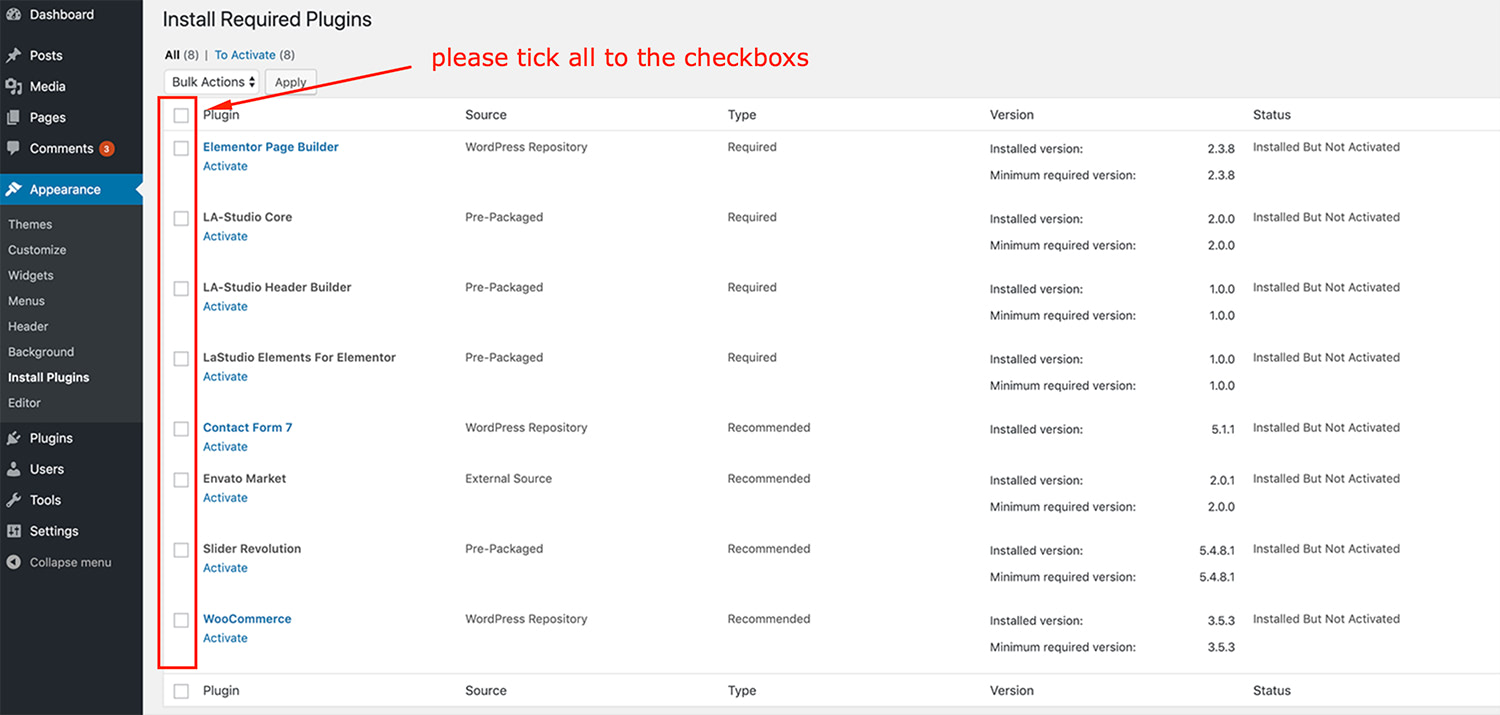 Dashboard
Posts
Media
Pages
Comments 3
Appearance
Themes
Customize
Widgets
Menus
Header
Background
Install Plugins
Editor
Plugins
Users
Tools
Settings
Collapse menu
Install Required Plugins
All (8) | To Activate (8)
please tick all to the checkboxs
Bulk Actions Apply
Plugin Source Type Version Status
Elementor Page Builder WordPress Repository Required Installed version: 2.3.8 Installed But Not Activated
Activate Minimum required version: 2.3.8
LA-Studio Core Pre-Packaged Required Installed version: 2.0.0 Installed But Not Activated
Activate Minimum required version: 2.0.0
LA-Studio Header Builder Pre-Packaged Required Installed version: 1.0.0 Installed But Not Activated
Activate Minimum required version: 1.0.0
LaStudio Elements For Elementor Pre-Packaged Required Installed version: 1.0.0 Installed But Not Activated
Activate Minimum required version: 1.0.0
Contact Form 7 WordPress Repository Recommended Installed version: 5.1.1 Installed But Not Activated
Activate
Envato Market External Source Recommended Installed version: 2.0.1 Installed But Not Activated
Activate Minimum required version: 2.0.0
Slider Revolution Pre-Packaged Recommended Installed version: 5.4.8.1 Installed But Not Activated
Activate Minimum required version: 5.4.8.1
WooCommerce WordPress Repository Recommended Installed version: 3.5.3 Installed But Not Activated
Activate Minimum required version: 3.5.3
Plugin Source Type Version Status